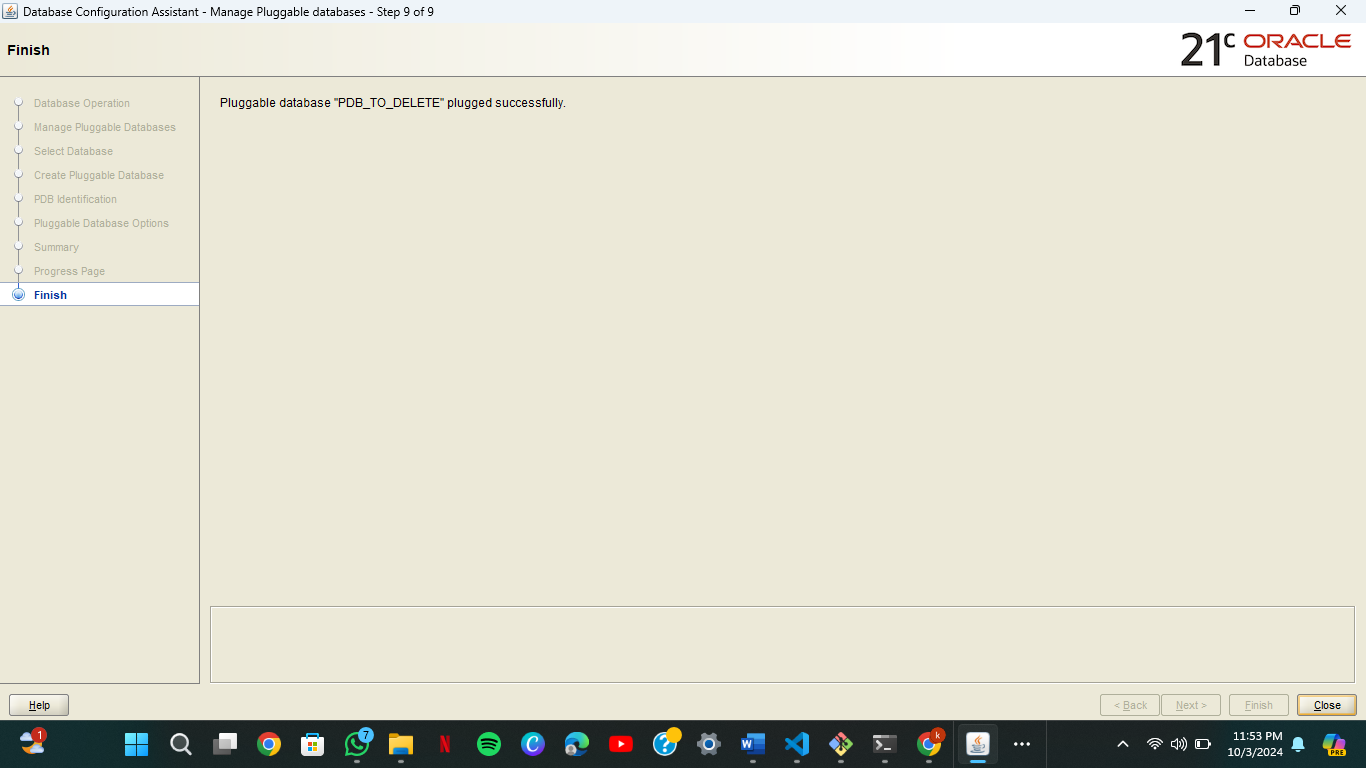 Database Configuration Assistant - Manage Pluggable databases - Step 9 of 9
Finish
21c ORACLE
Database
Database Operation
Manage Pluggable Databases
Select Database
Create Pluggable Database
PDB Identification
Pluggable Database Options
Summary
Progress Page
Finish
Pluggable database "PDB_TO_DELETE" plugged successfully.
Help
< Back
Next >
Finish
Close
1
7
k
11:53 PM
10/3/2024
PRE